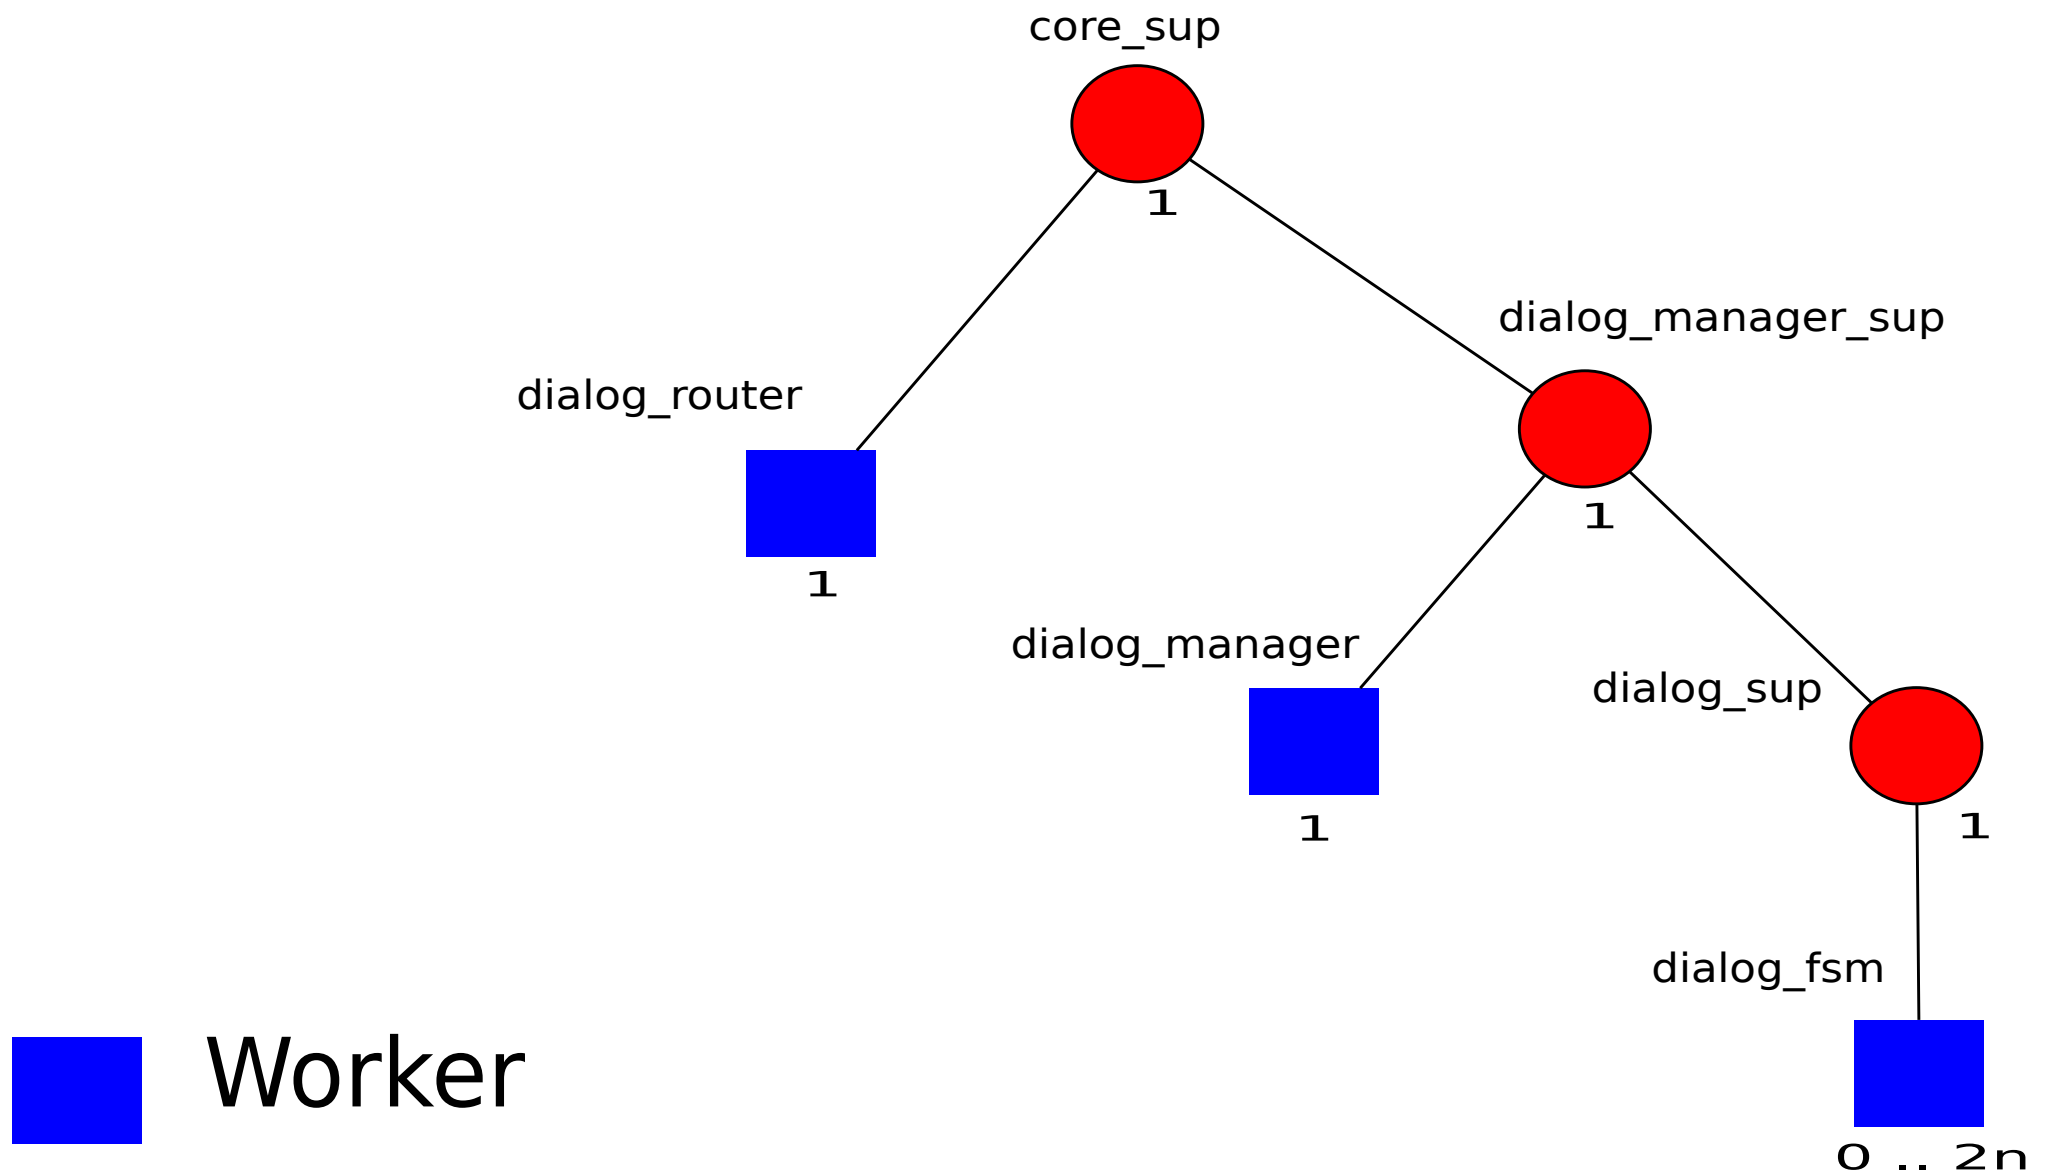 core_sup
1
dialog_manager_sup
dialog_router
1
1
dialog_manager
dialog_sup
1
1
dialog_fsm
Worker
0 .. 2n